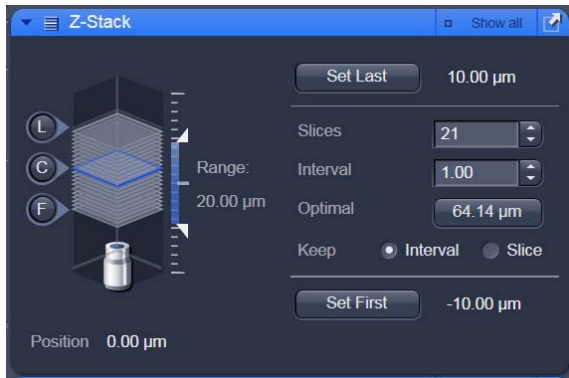 Z-Stack Show all
Set Last 10.00 µm
L
Slices 21
C Range: Interval 1.00
F 20.00 µm Optimal 64.14 µm
Keep Interval Slice
Set First -10.00 µm
Position 0.00 µm